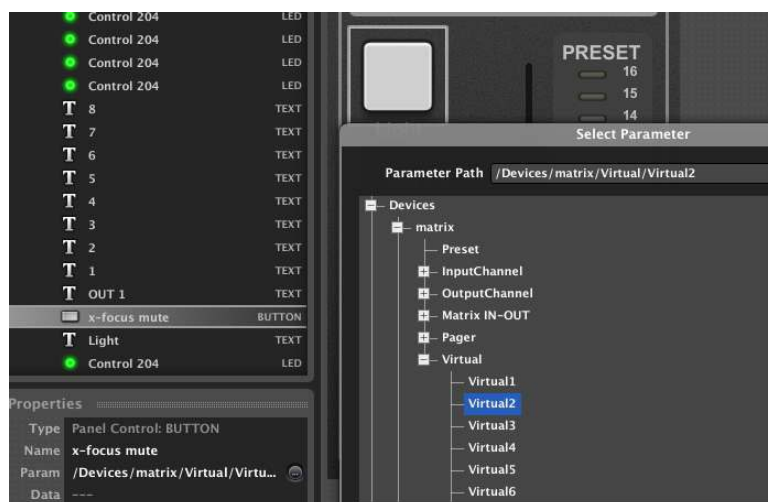 Control 204 LED
Control 204 LED
Control 204 LED
Control 204 LED
T 8 TEXT
T 7 TEXT
T 6 TEXT
T 5 TEXT
T 4 TEXT
T 3 TEXT
T 2 TEXT
T 1 TEXT
T OUT 1 TEXT
x-focus mute BUTTON
T Light TEXT
Control 204 LED
Properties
Type Panel Control: BUTTON
Name x-focus mute
Param /Devices/matrix/Virtual/Virtu...
Data ---
PRESET
16
15
14
Select Parameter
Parameter Path /Devices/matrix/Virtual/Virtual2
Devices
matrix
Preset
InputChannel
OutputChannel
Matrix IN-OUT
Pager
Virtual
Virtual1
Virtual2
Virtual3
Virtual4
Virtual5
Virtual6